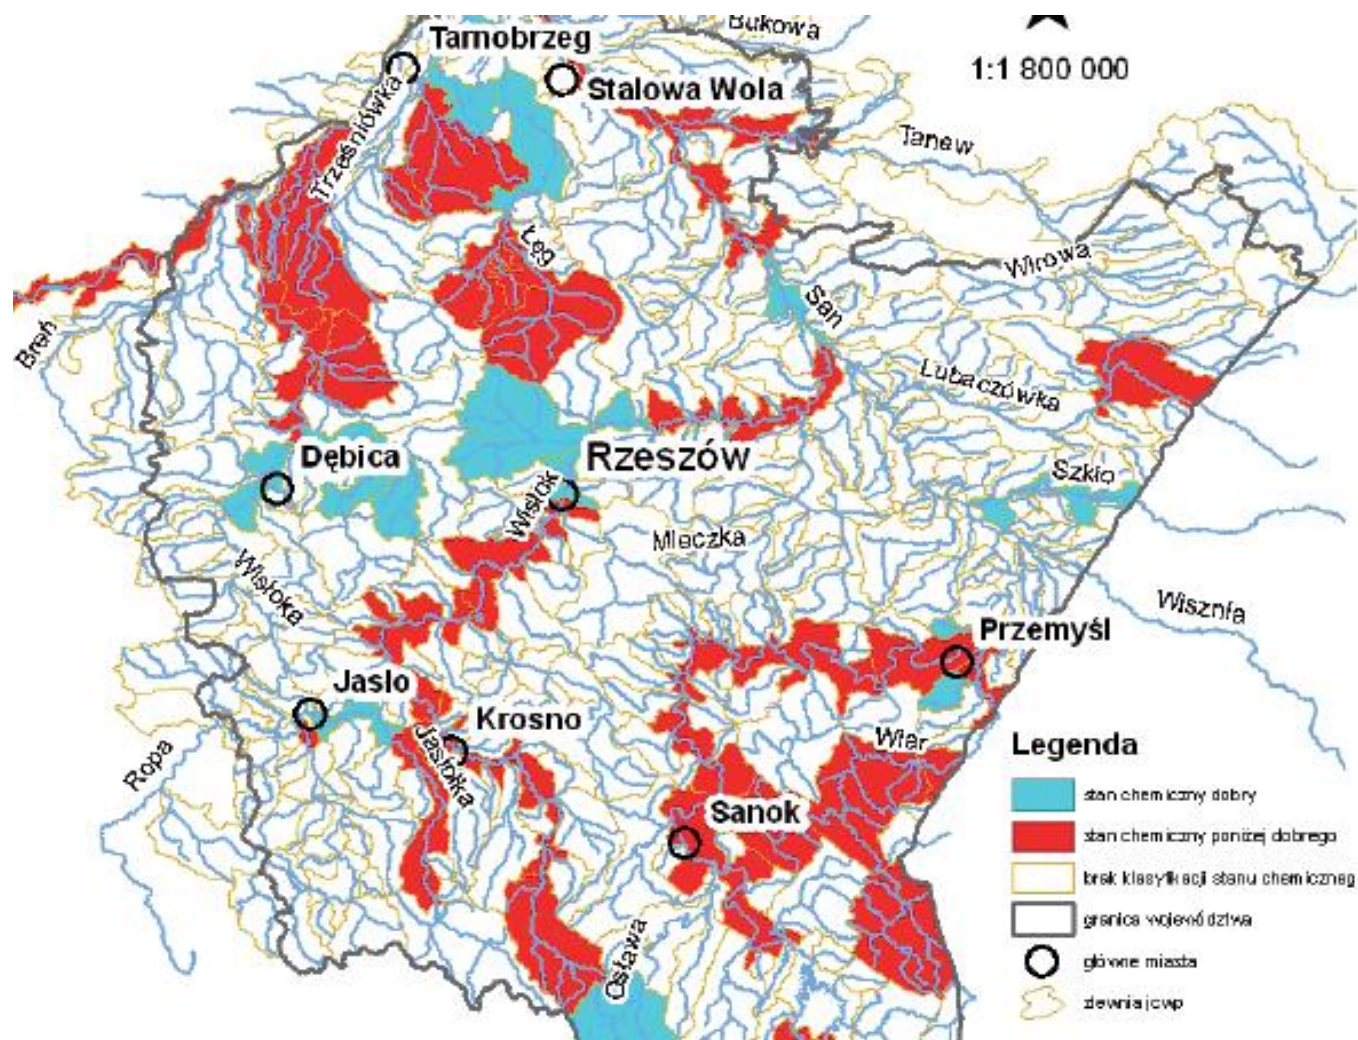 Bukowa
Tarnobrzeg
1:1 800 000
Stalowa Wola
Trześniówka
Tanew
Łęg
Wirowa
San
Breń
Lubaczówka
Dębica
Rzeszów
Szkło
Wisłok
Mleczka
Wisłoka
Wisznia
Przemyśl
Jasło
Krosno
Wiar
Legenda
Ropa
Jasiołka
stan chemiczny dobry
Sanok
stan chemiczny poniżej dobrego
brak klasyfikacji stanu chemiczneg
granica województwa
Osława
główne miasta
zlewnia jcwp